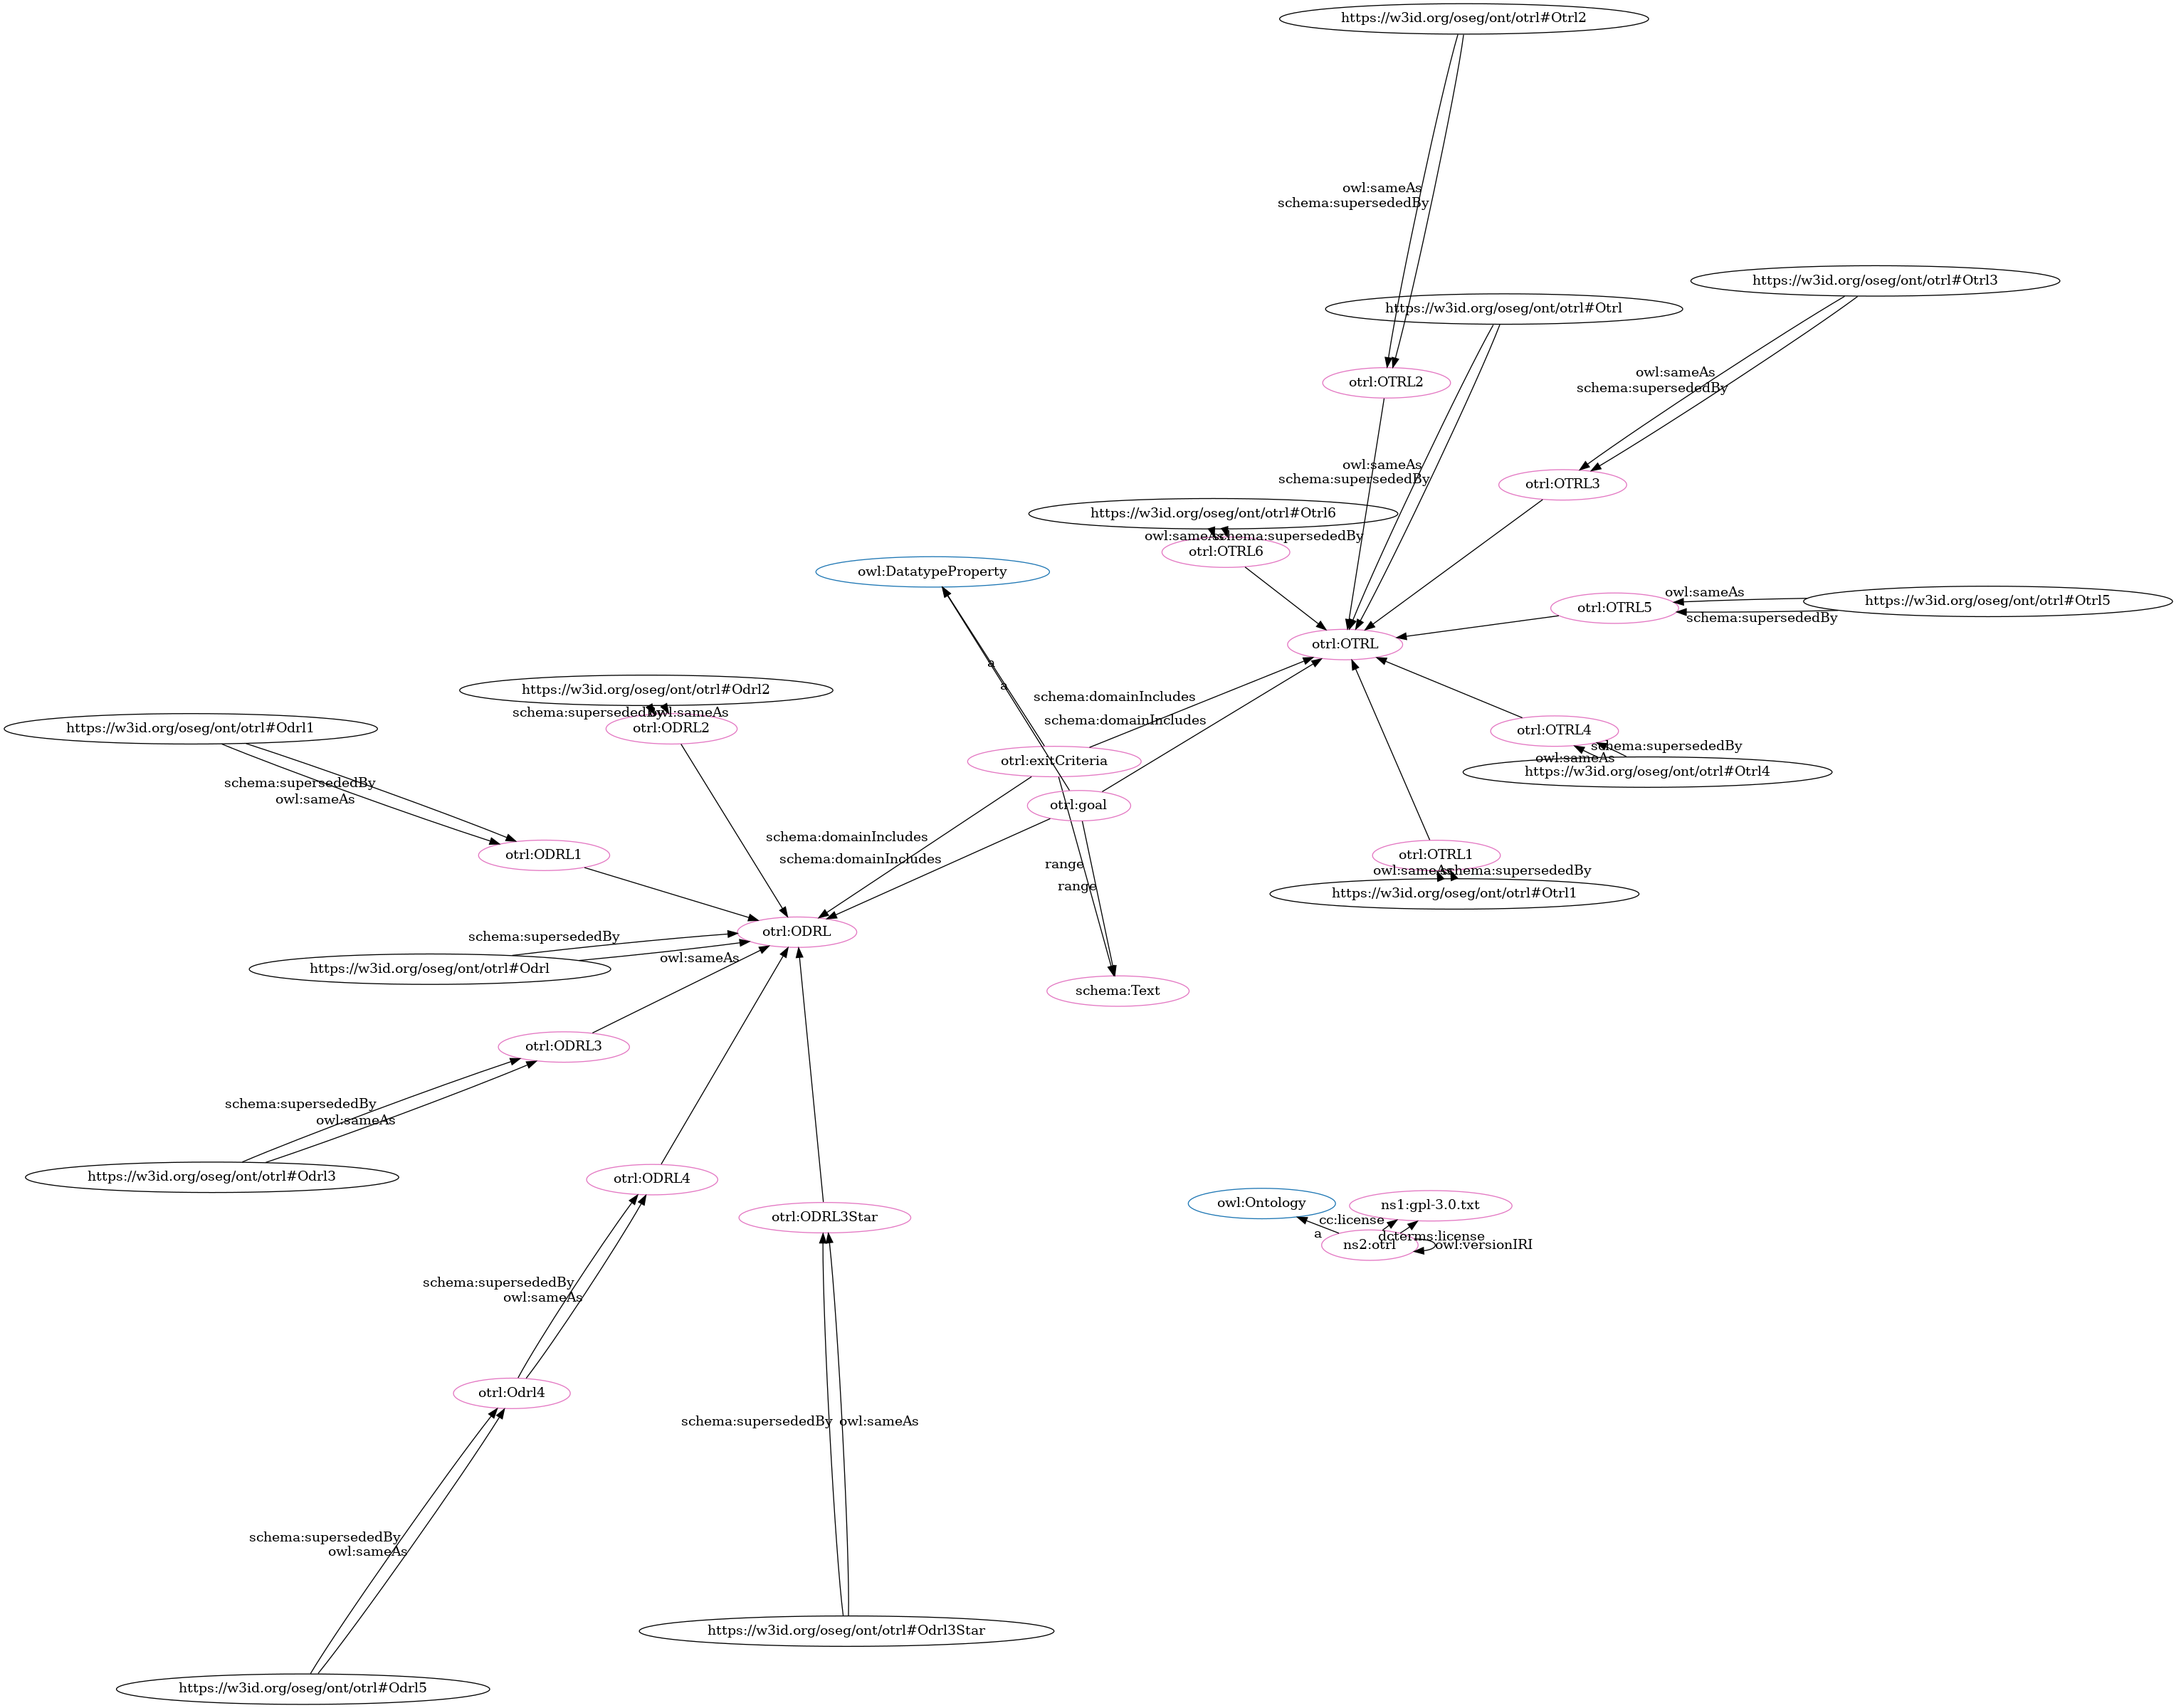 https://w3id.org/oseg/ont/otrl#Otrl2
owl:sameAs
schema:supersededBy
https://w3id.org/oseg/ont/otrl#Otrl3
https://w3id.org/oseg/ont/otrl#Otrl
owl:sameAs
schema:supersededBy
otrl:OTRL2
owl:sameAs
schema:supersededBy
otrl:OTRL3
https://w3id.org/oseg/ont/otrl#Otrl6
owl:sameAs
schema:supersededBy
otrl:OTRL6
owl:DatatypeProperty
owl:sameAs
https://w3id.org/oseg/ont/otrl#Otrl5
otrl:OTRL5
schema:supersededBy
otrl:OTRL
a
a
https://w3id.org/oseg/ont/otrl#Odrl2
schema:domainIncludes
schema:supersededBy
owl:sameAs
schema:domainIncludes
https://w3id.org/oseg/ont/otrl#Odrl1
otrl:ODRL2
otrl:OTRL4
schema:supersededBy
owl:sameAs
otrl:exitCriteria
https://w3id.org/oseg/ont/otrl#Otrl4
schema:supersededBy
owl:sameAs
otrl:goal
schema:domainIncludes
otrl:ODRL1
schema:domainIncludes
range
otrl:OTRL1
owl:sameAs
schema:supersededBy
range
https://w3id.org/oseg/ont/otrl#Otrl1
otrl:ODRL
schema:supersededBy
owl:sameAs
https://w3id.org/oseg/ont/otrl#Odrl
schema:Text
otrl:ODRL3
schema:supersededBy
owl:sameAs
https://w3id.org/oseg/ont/otrl#Odrl3
otrl:ODRL4
otrl:ODRL3Star
owl:Ontology
ns1:gpl-3.0.txt
cc:license
a
dcterms:license
ns2:otrl
owl:versionIRI
schema:supersededBy
owl:sameAs
otrl:Odrl4
schema:supersededBy
owl:sameAs
schema:supersededBy
owl:sameAs
https://w3id.org/oseg/ont/otrl#Odrl3Star
https://w3id.org/oseg/ont/otrl#Odrl5